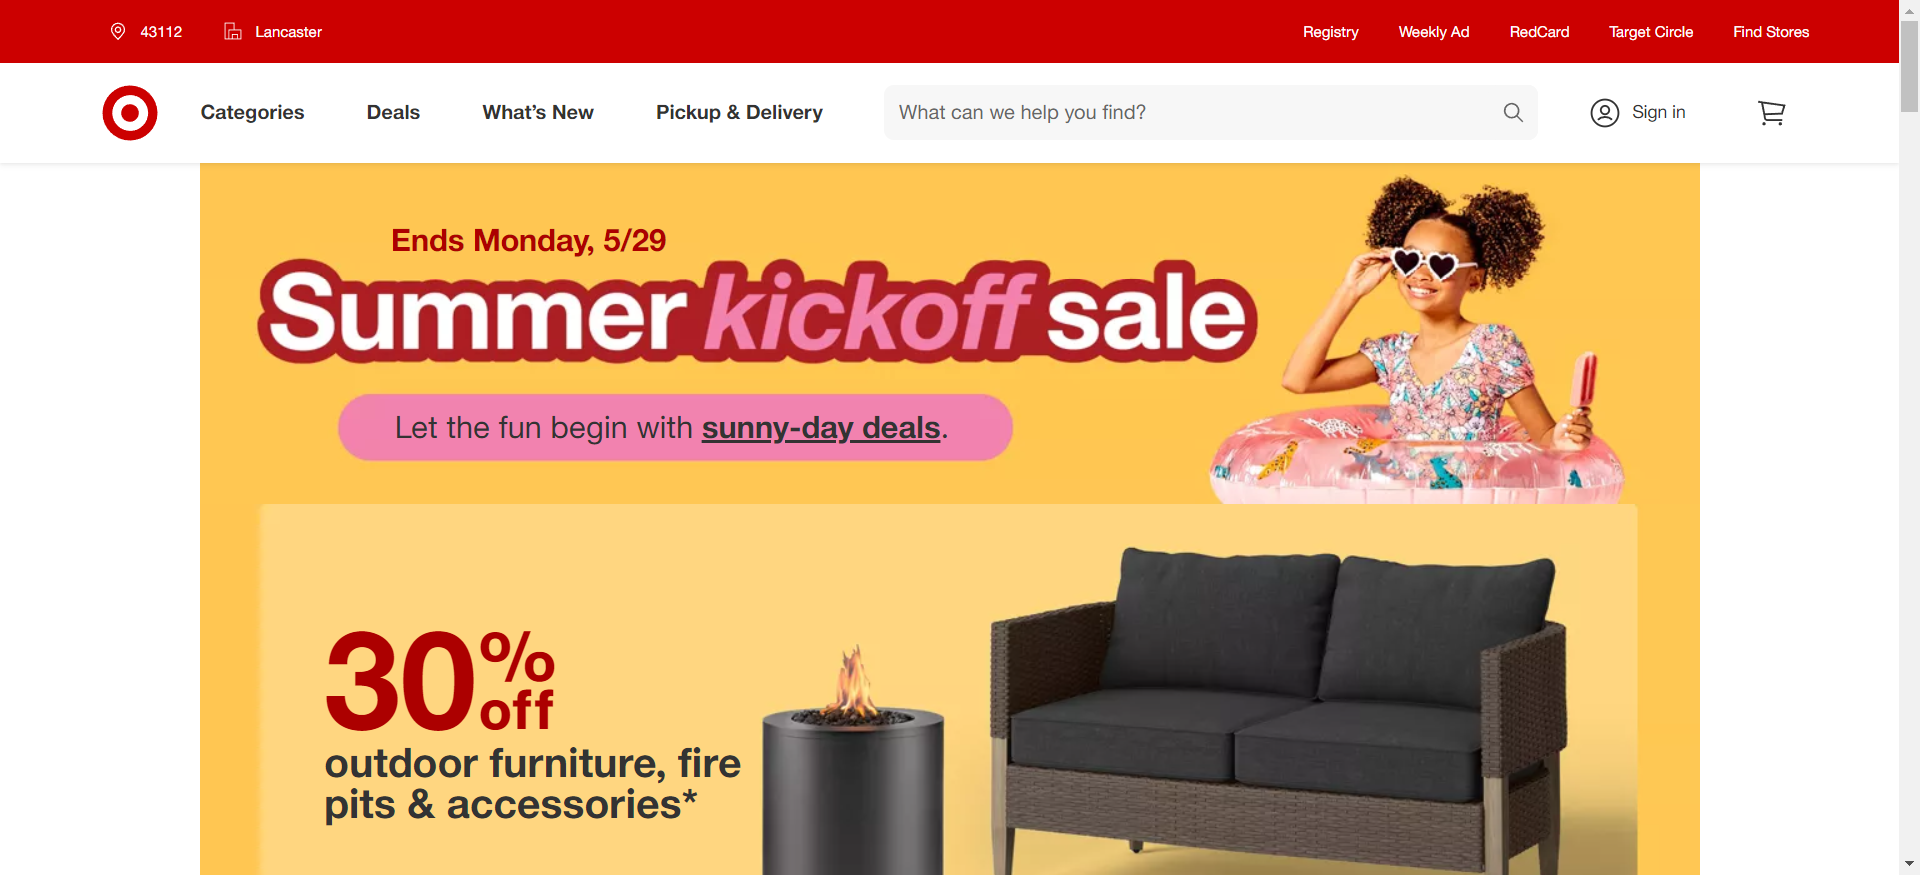 43112 Lancaster Registry Weekly Ad RedCard Target Circle Find Stores
Categories Deals What's New Pickup & Delivery What can we help you find? Sign in
Ends Monday, 5/29
Summer kickoff sale
Let the fun begin with sunny-day deals.
30% off
outdoor furniture, fire
pits & accessories*